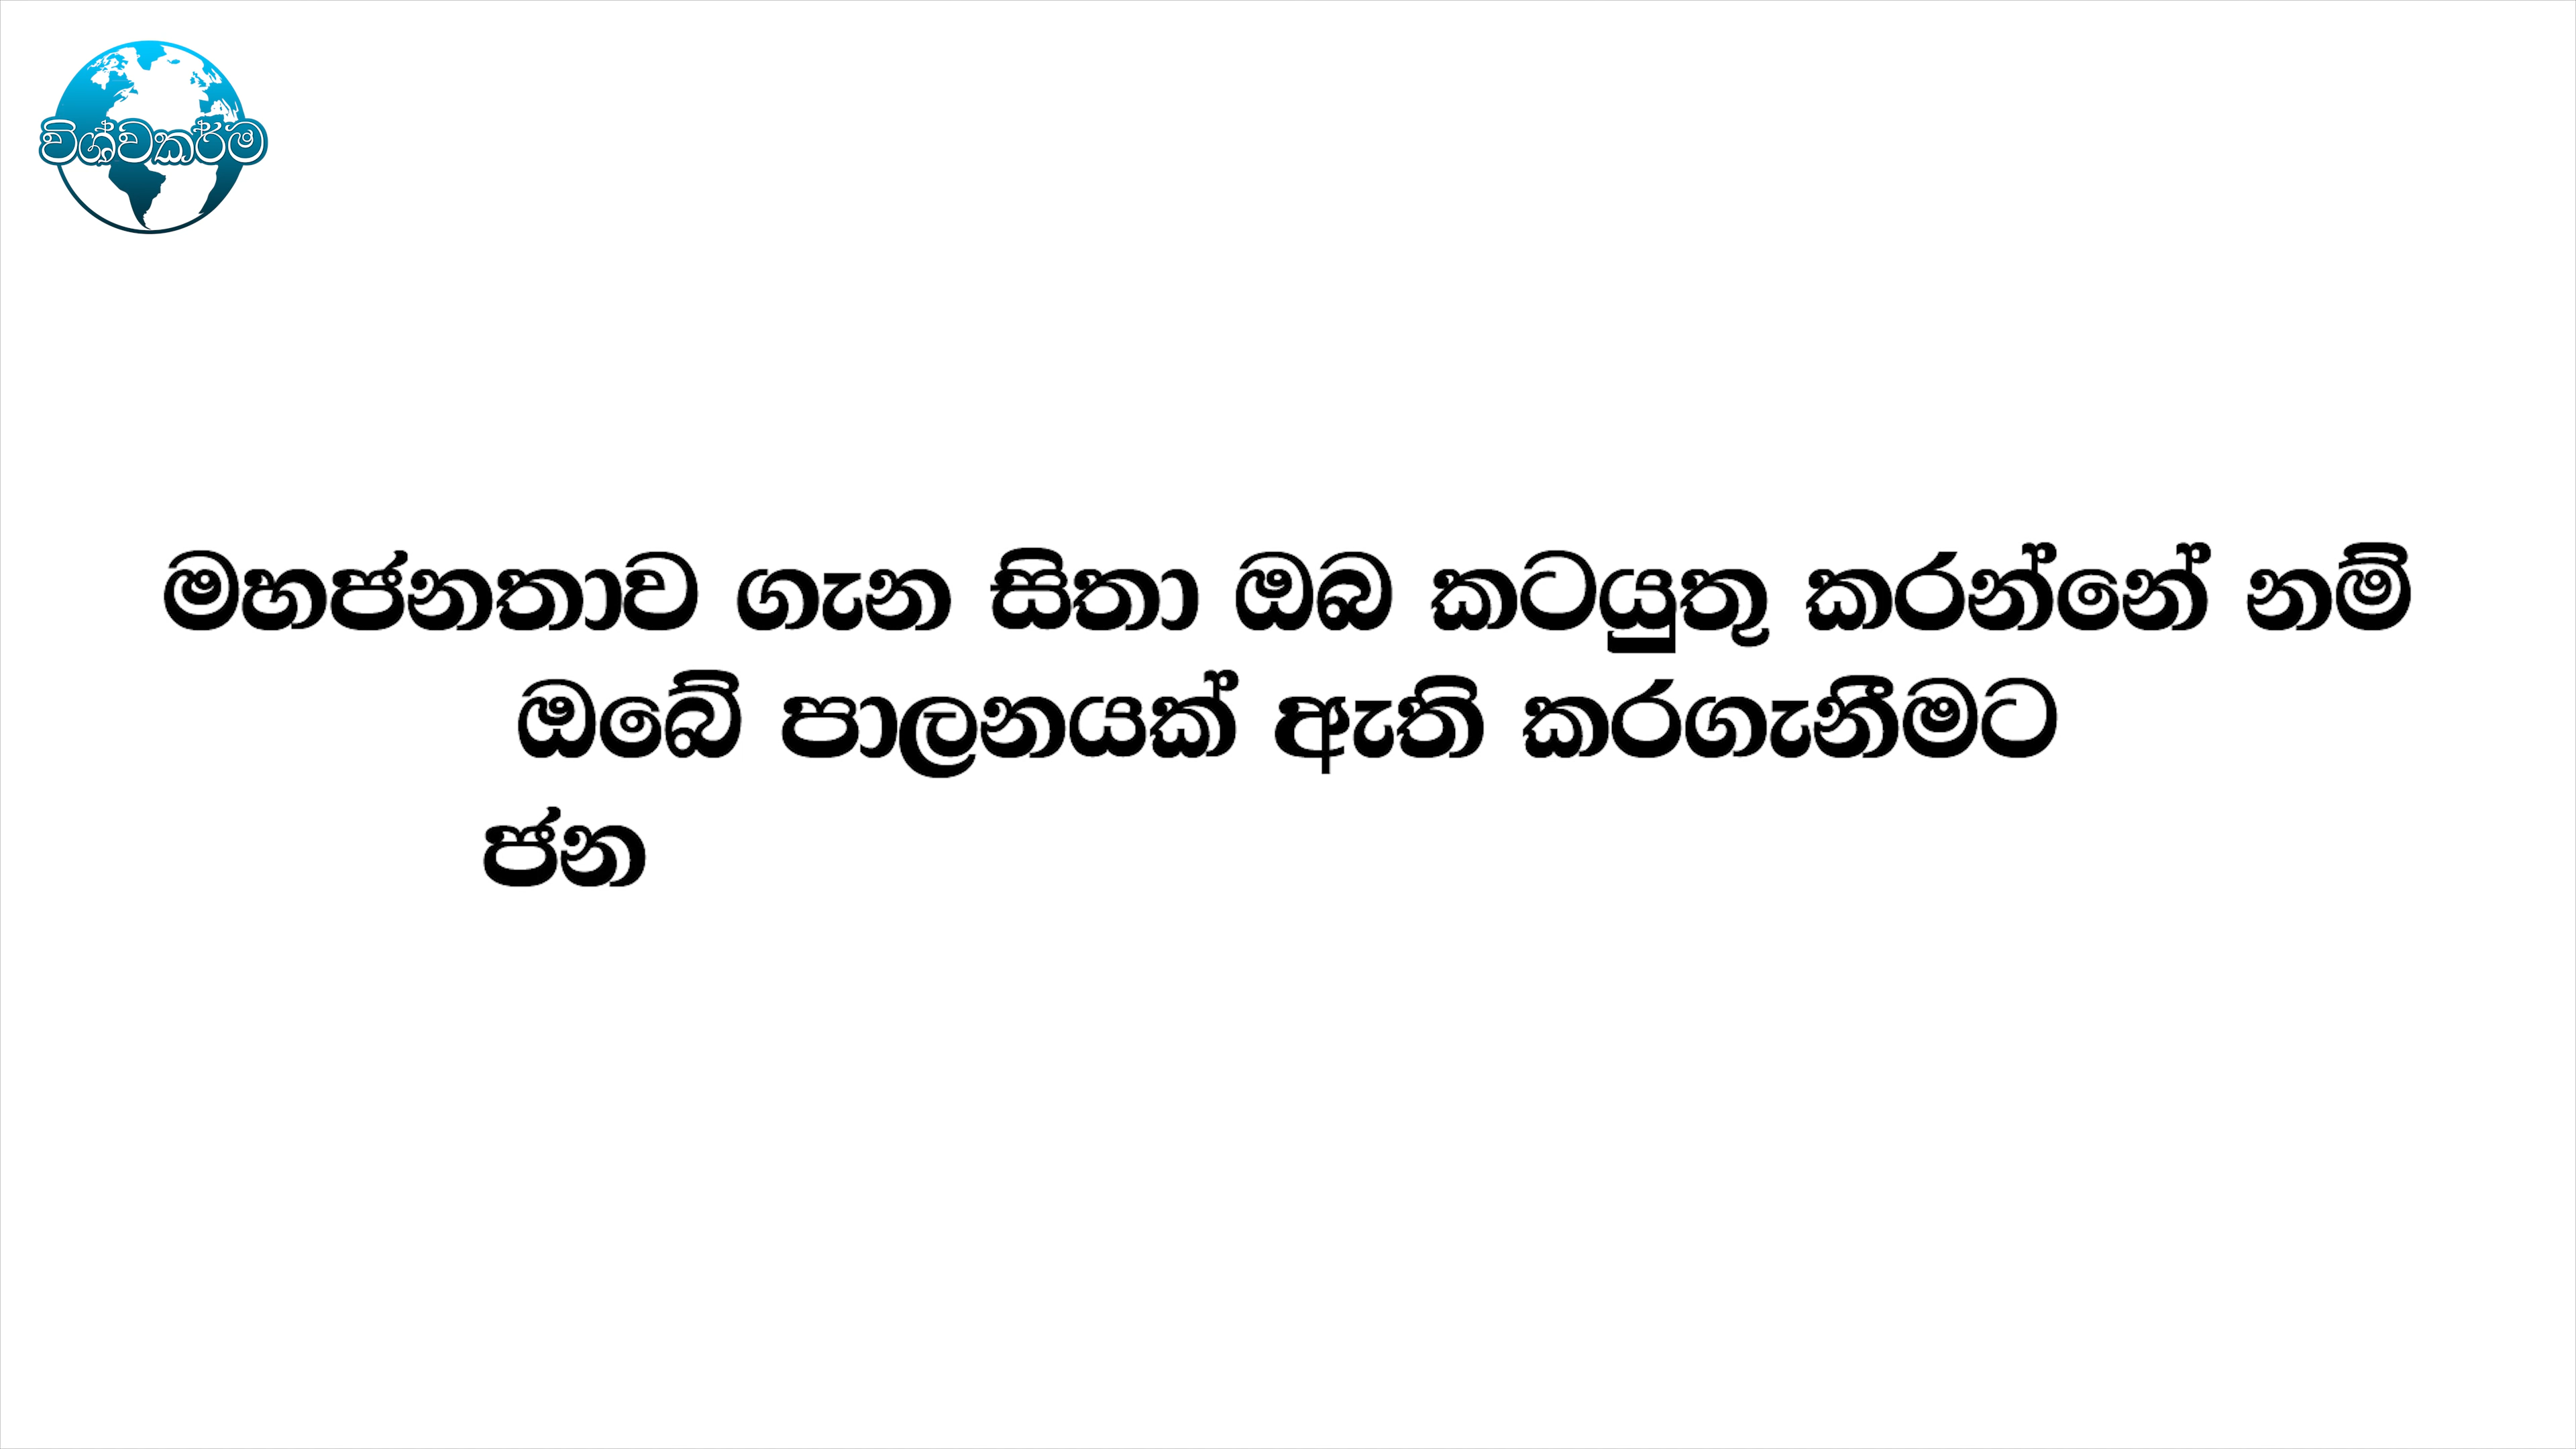 විශ්වකර්ම
මහජනතාව ගැන සිතා ඔබ කටයුතු කරන්නේ නම්
ඔබේ පාලනයක් ඇති කරගැනීමට
ජන